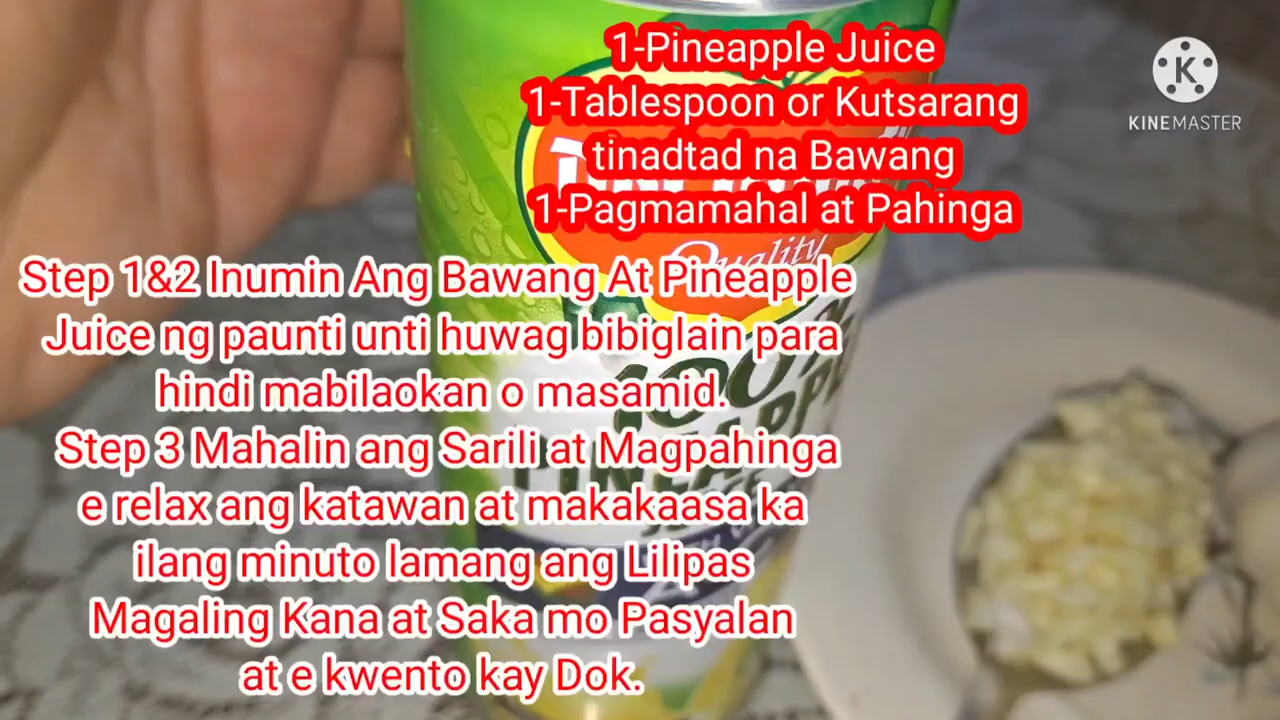 1-Pineapple Juice
1-Tablespoon or Kutsarang
tinadtad na Bawang
1-Pagmamahal at Pahinga
KINEMASTER
Quality
100%
Step 1&2 Inumin Ang Bawang At Pineapple
Juice ng paunti unti huwag bibiglain para
hindi mabilaokan o masamid.
Step 3 Mahalin ang Sarili at Magpahinga
e relax ang katawan at makakaasa ka
ilang minuto lamang ang Lilipas
Magaling Kana at Saka mo Pasyalan
at e kwento kay Dok.